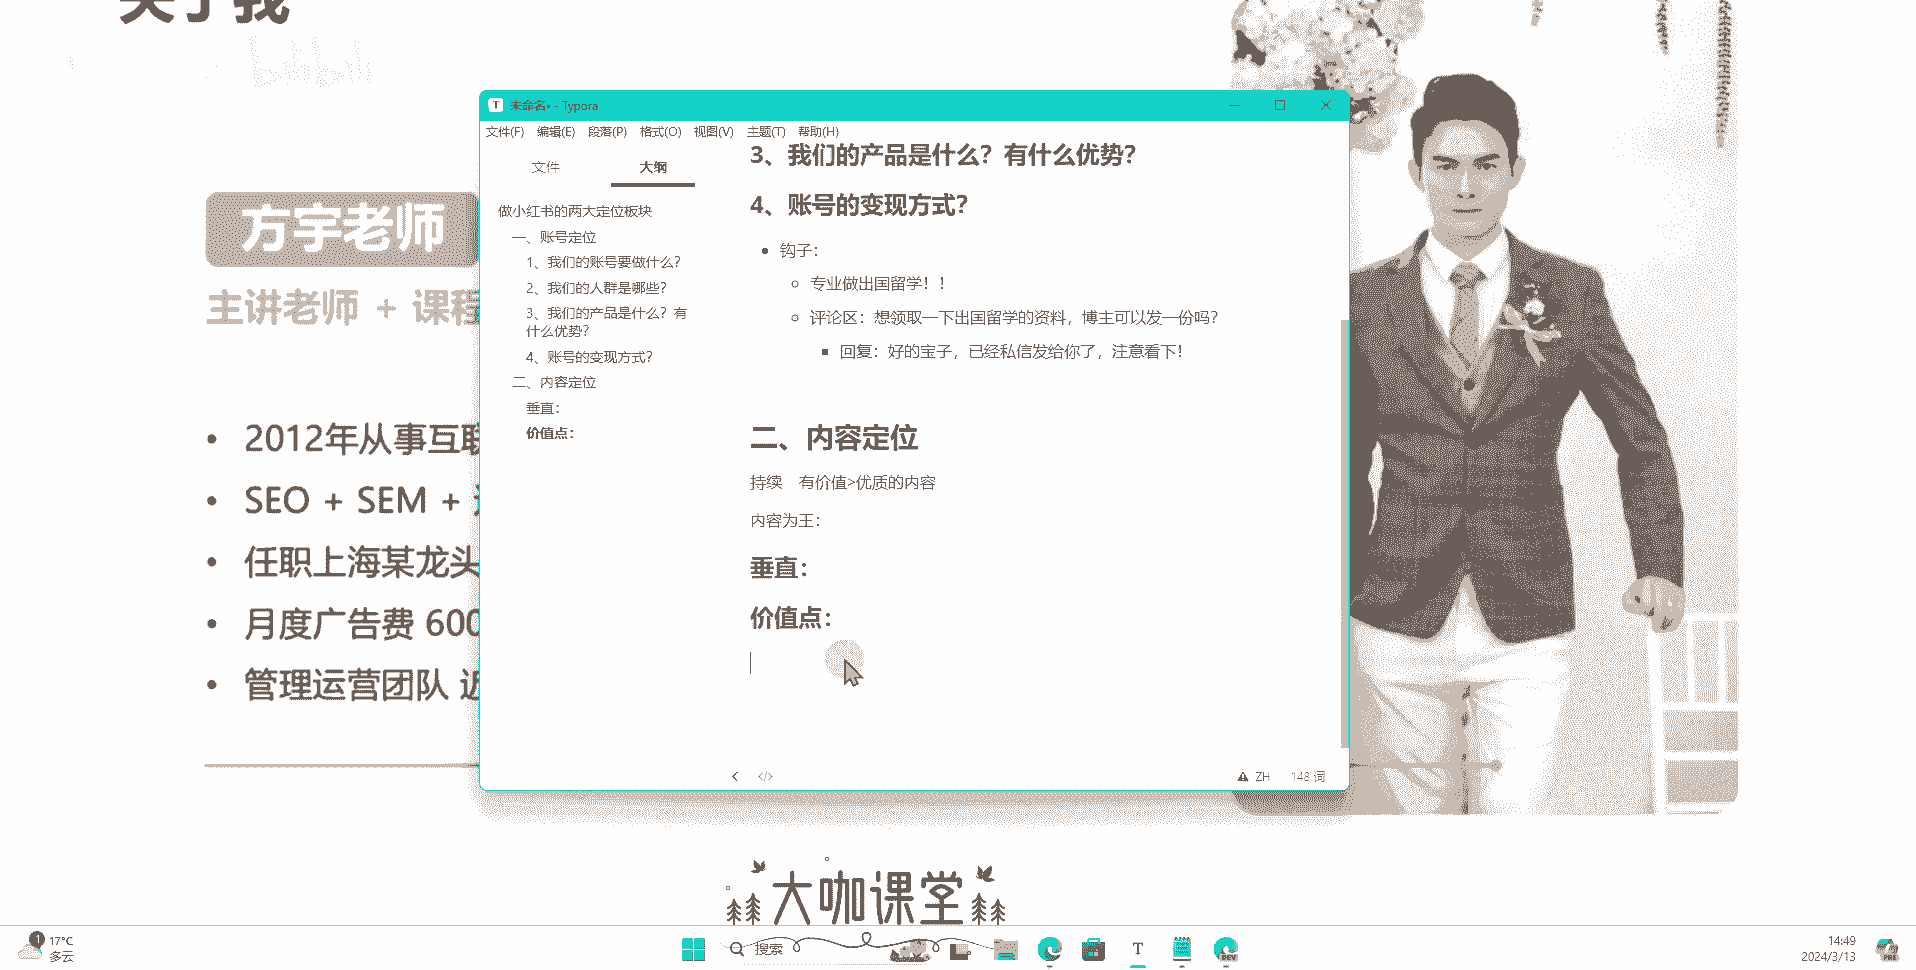 关于我
bilibili
方宇老师
主讲老师 + 课程
2012年从事互联
SEO + SEM +
任职上海某龙头
月度广告费 600
管理运营团队 近
未命名• - Typora
文件(F) 编辑(E) 段落(P) 格式(O) 视图(V) 主题(T) 帮助(H)
文件 大纲
做小红书的两大定位板块
一、账号定位
1、我们的账号要做什么？
2、我们的人群是哪些？
3、我们的产品是什么？有
什么优势？
4、账号的变现方式？
二、内容定位
垂直：
价值点：
3、我们的产品是什么？有什么优势？
4、账号的变现方式？
钩子：
专业做出国留学！！
评论区：想领取一下出国留学的资料，博主可以发一份吗？
回复：好的宝子，已经私信发给你了，注意看下！
二、内容定位
持续 有价值>优质的内容
内容为王：
垂直：
价值点：
ZH 148 词
大咖课堂
1
17°C
多云
搜索
T
DEV
14:49
2024/3/13
PRE